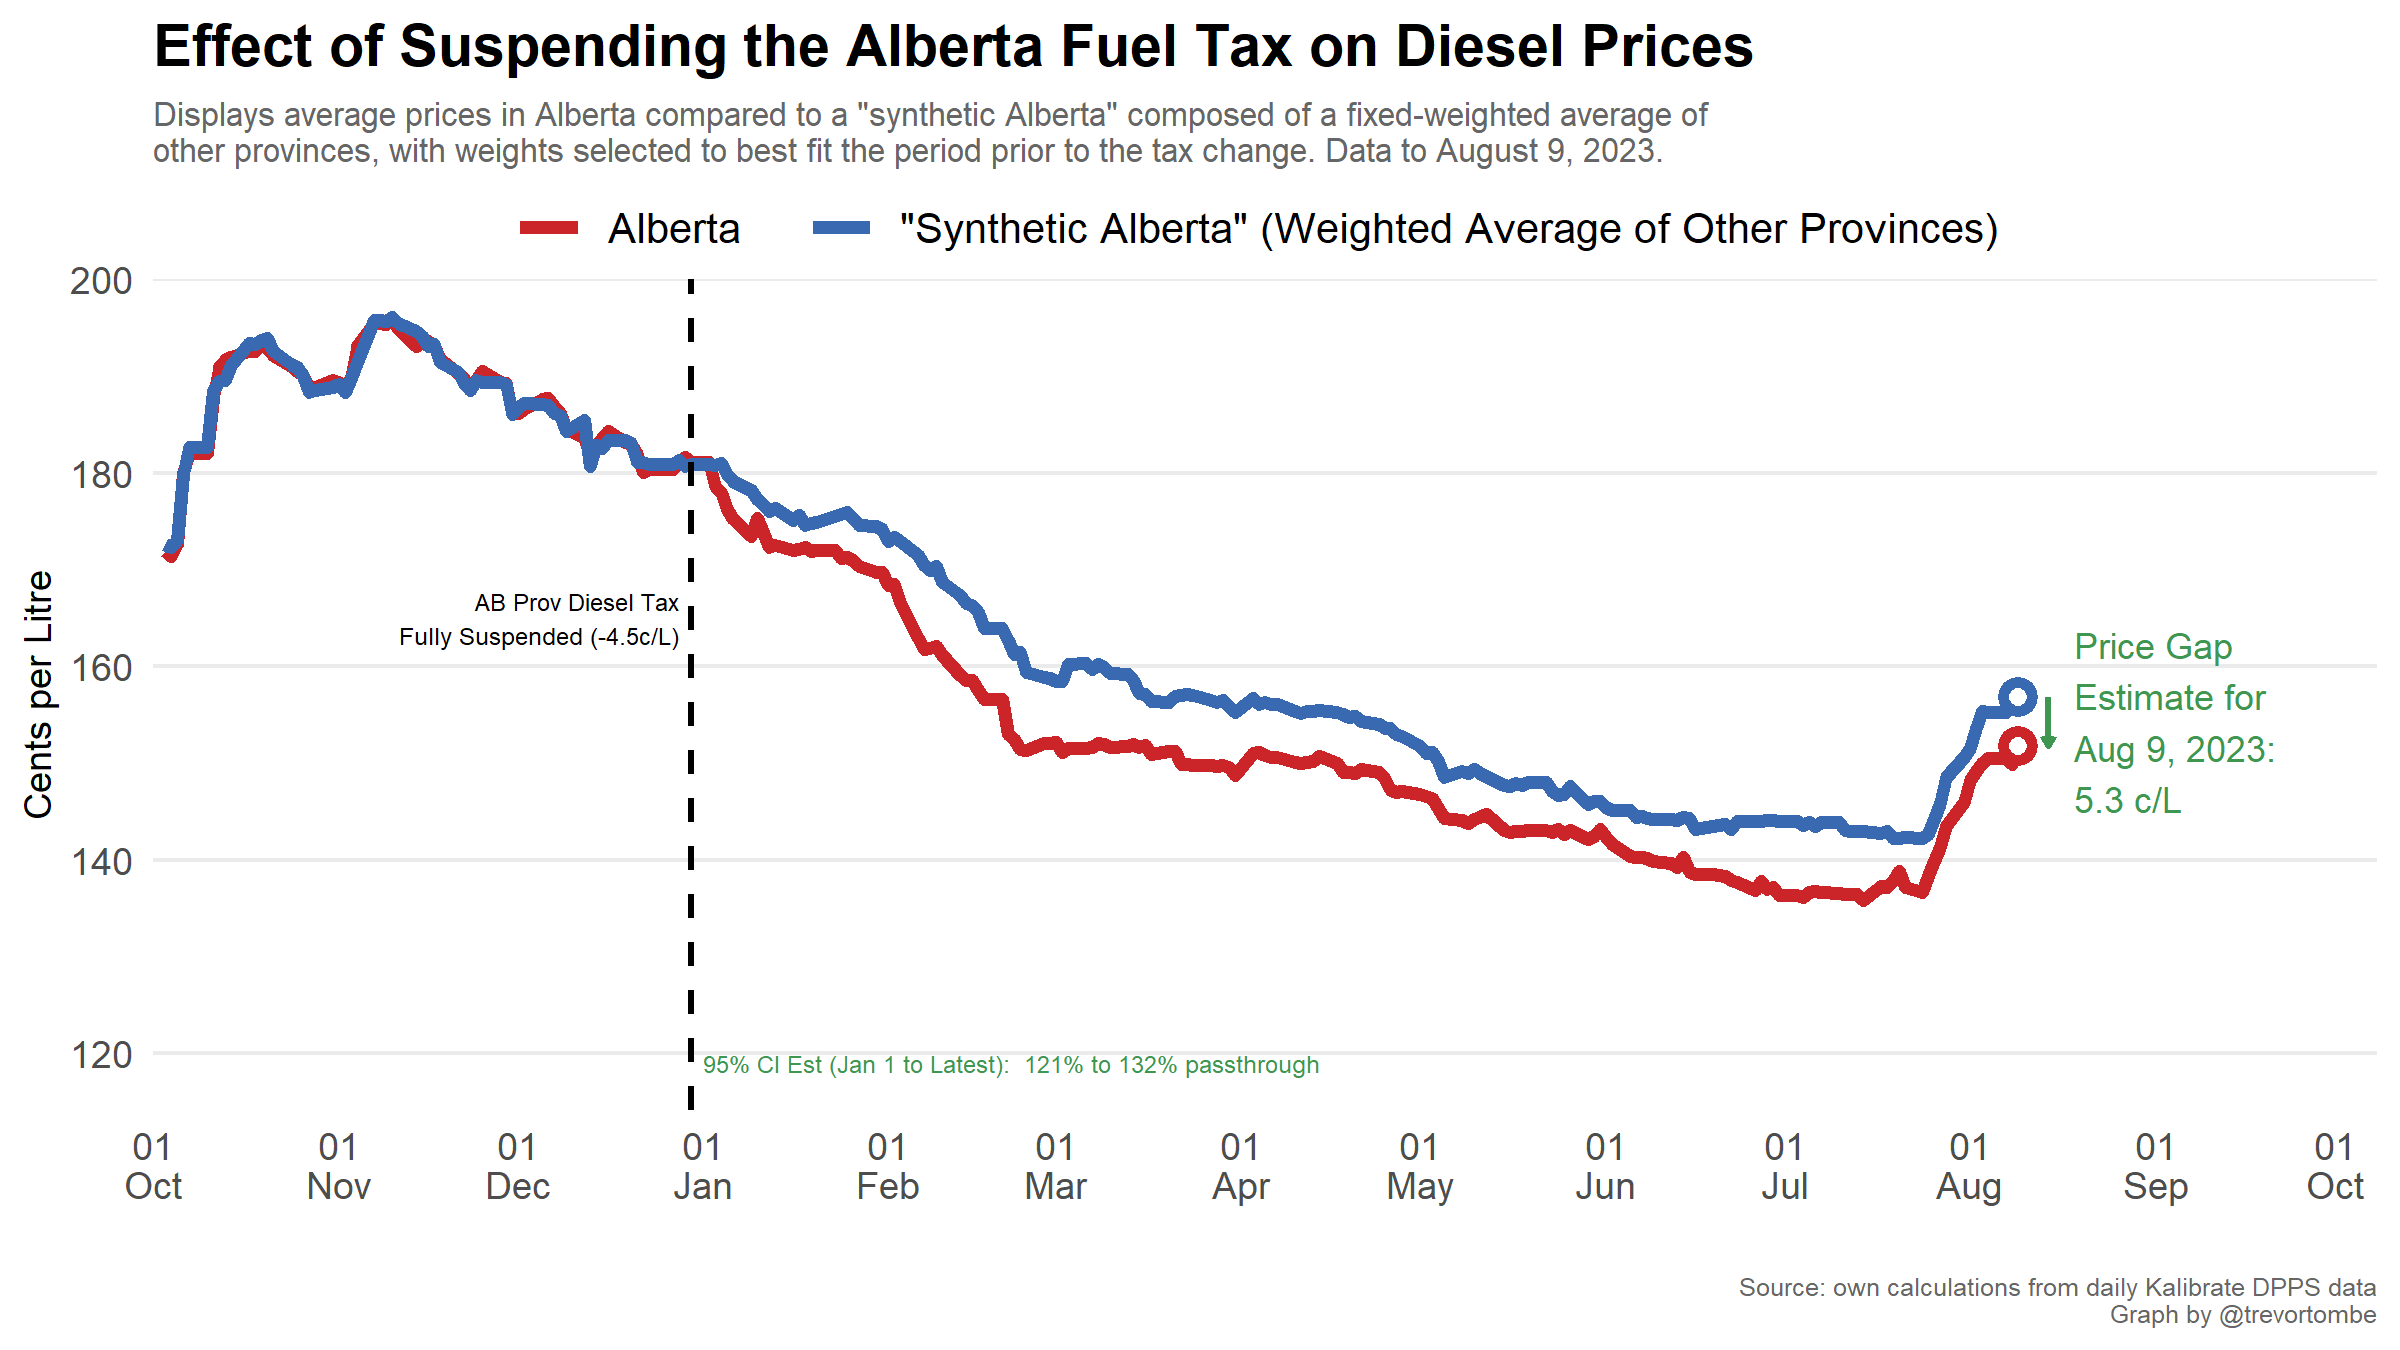 Effect of Suspending the Alberta Fuel Tax on Diesel Prices
Displays average prices in Alberta compared to a "synthetic Alberta" composed of a fixed-weighted average of
other provinces, with weights selected to best fit the period prior to the tax change. Data to August 9, 2023.
Alberta
"Synthetic Alberta" (Weighted Average of Other Provinces)
Cents per Litre
200
180
160
140
120
AB Prov Diesel Tax
Fully Suspended (-4.5c/L)
Price Gap
Estimate for
Aug 9, 2023:
5.3 c/L
95% CI Est (Jan 1 to Latest):  121% to 132% passthrough
01 01 01 01 01 01 01 01 01 01 01 01 01
Oct Nov Dec Jan Feb Mar Apr May Jun Jul Aug Sep Oct
Source: own calculations from daily Kalibrate DPPS data
Graph by @trevortombe